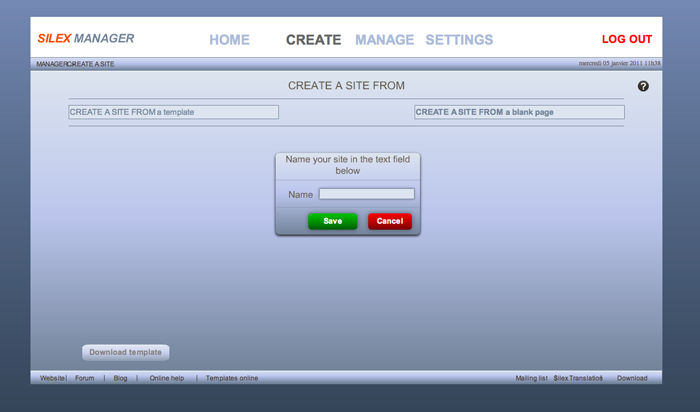 SILEX MANAGER
HOME CREATE MANAGE SETTINGS
LOG OUT
MANAGER CREATE A SITE
mercredi 05 janvier 2011 11h38
CREATE A SITE FROM
?
CREATE A SITE FROM a template
CREATE A SITE FROM a blank page
Name your site in the text field
below
Name
Save Cancel
Download template
Website| Forum | Blog | Online help | Templates online
Mailing list Silex Translation Download